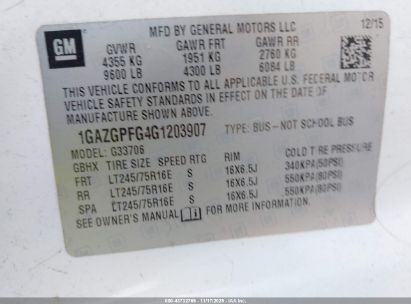 MFD BY GENERAL MOTORS LLC 12/15
GM
GVWR GAWR FRT GAWR RR
4355 KG 1951 KG 2760 KG
9600 LB 4300 LB 6084 LB
THIS VEHICLE CONFORMS TO ALL APPLICABLE U.S. FEDERAL MOTOR
VEHICLE SAFETY STANDARDS IN EFFECT ON THE DATE OF
MANUFACTURE SHOWN ABOVE.
1GAZGPFG4G1203907 TYPE: BUS–NOT SCHOOL BUS
MODEL: G33706
GBHX TIRE SIZE SPEED RTG RIM COLD TIRE PRESSURE
FRT LT245/75R16E S 16X6.5J 340KPA(50PSI)
RR LT245/75R16E S 16X6.5J 550KPA(80PSI)
SPA LT245/75R16E S 16X6.5J 550KPA(80PSI)
SEE OWNER'S MANUAL FOR MORE INFORMATION.